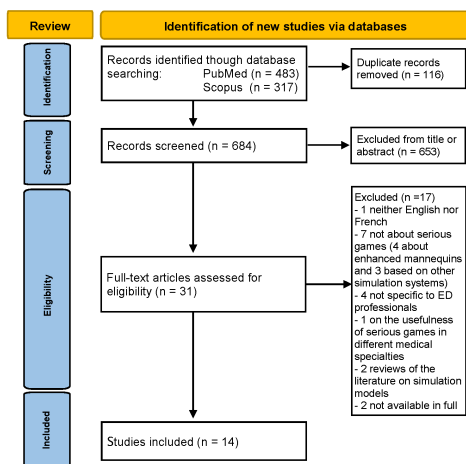 Review
Identification of new studies via databases
Identification
Records identified though database
searching: PubMed (n = 483)
Scopus (n = 317)
Duplicate records
removed (n = 116)
Screening
Records screened (n = 684)
Excluded from title or
abstract (n = 653)
Eligibility
Full-text articles assessed for
eligibility (n = 31)
Excluded (n =17)
- 1 neither English nor
French
- 7 not about serious
games (4 about
enhanced mannequins
and 3 based on other
simulation systems)
- 4 not specific to ED
professionals
- 1 on the usefulness
of serious games in
different medical
specialties
- 2 reviews of the
literature on simulation
models
- 2 not available in full
Included
Studies included (n = 14)